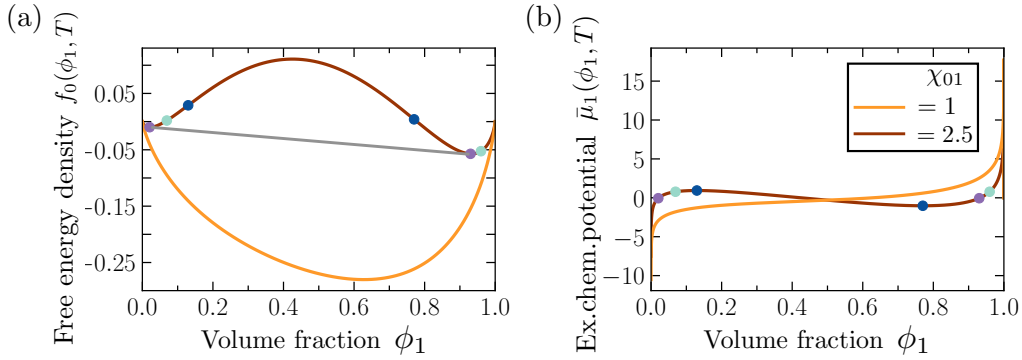 (a)
Free energy density f₀(ϕ₁, T)
0.05
-0.05
-0.15
-0.25
0.0 0.2 0.4 0.6 0.8 1.0
Volume fraction ϕ₁
(b)
Ex.chem.potential μ̄₁(ϕ₁, T)
15
10
5
0
−5
−10
0.0 0.2 0.4 0.6 0.8 1.0
Volume fraction ϕ₁
χ₀₁
= 1
= 2.5